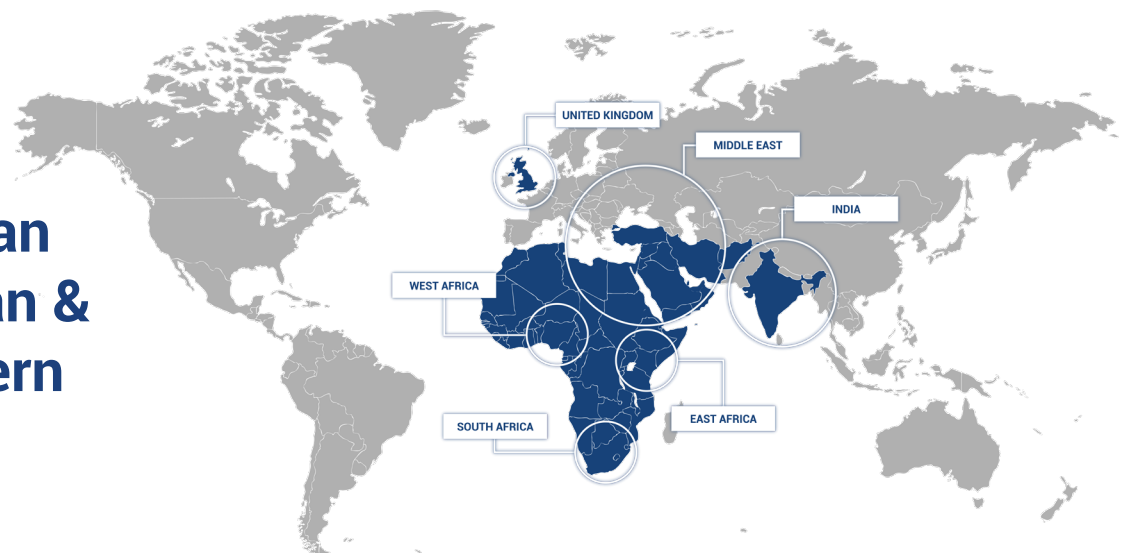 an
an &
ern
UNITED KINGDOM
MIDDLE EAST
INDIA
WEST AFRICA
EAST AFRICA
SOUTH AFRICA